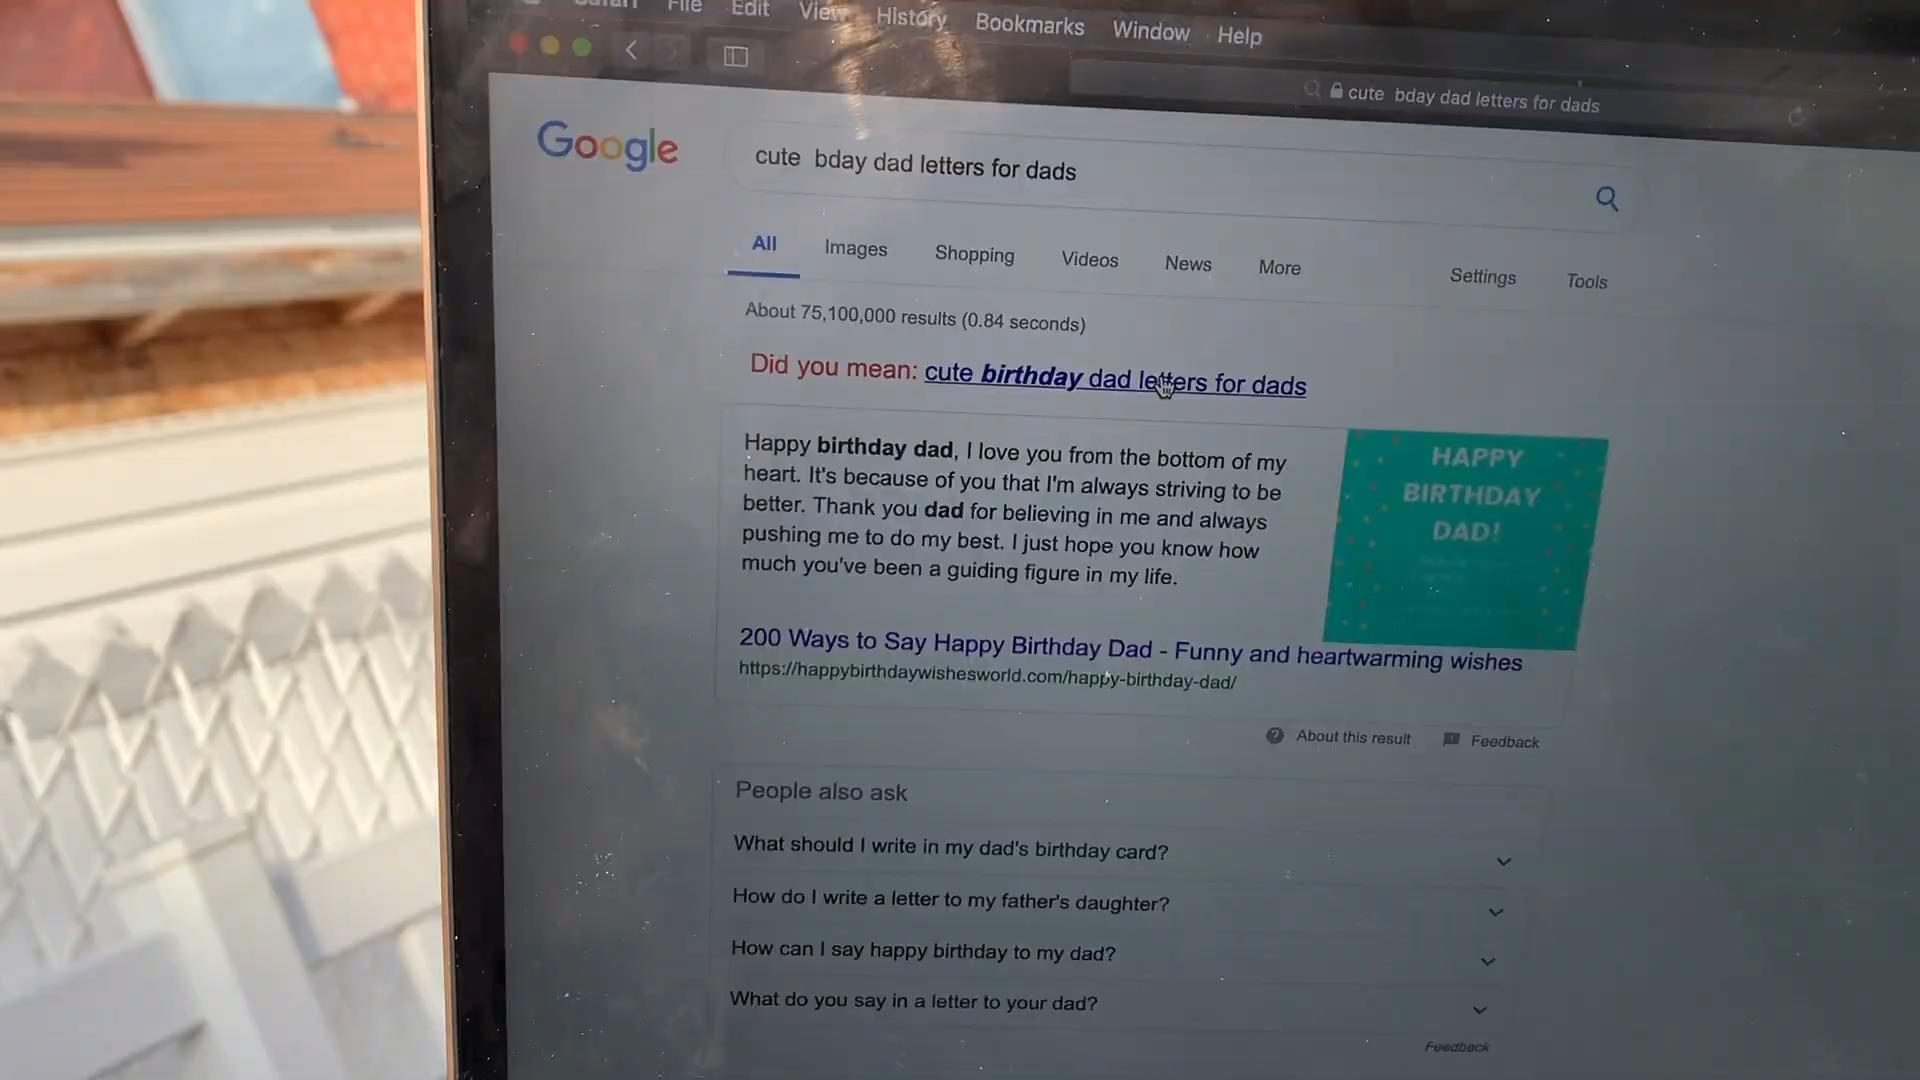 Safari File Edit View History Bookmarks Window Help
cute bday dad letters for dads
Google
cute bday dad letters for dads
All Images Shopping Videos News More Settings Tools
About 75,100,000 results (0.84 seconds)
Did you mean: cute birthday dad letters for dads
Happy birthday dad, I love you from the bottom of my
heart. It's because of you that I'm always striving to be
better. Thank you dad for believing in me and always
pushing me to do my best. I just hope you know how
much you've been a guiding figure in my life.
HAPPY
BIRTHDAY
DAD!
200 Ways to Say Happy Birthday Dad - Funny and heartwarming wishes
https://happybirthdaywishesworld.com/happy-birthday-dad/
About this result Feedback
People also ask
What should I write in my dad's birthday card?
How do I write a letter to my father's daughter?
How can I say happy birthday to my dad?
What do you say in a letter to your dad?
Feedback